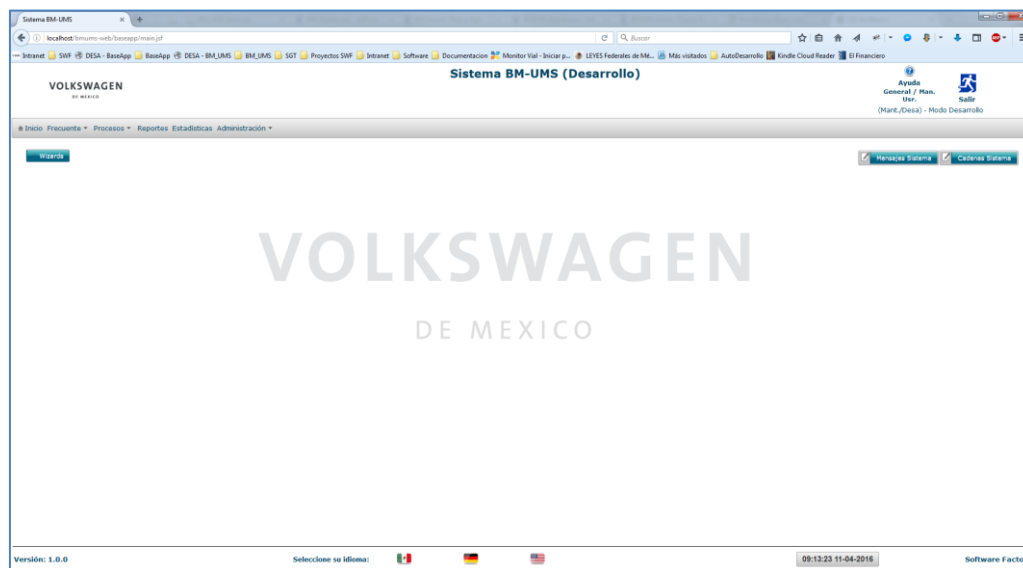 Sistema BM-UMS
localhost/bmums-web/baseapp/main.jsf
Buscar
Intranet SWF DESA - BaseApp BaseApp DESA - BM_UMS BM_UMS SGT Proyectos SWF Intranet Software Documentacion Monitor Vial - Iniciar p... LEYES Federales de Mé... Más visitados AutoDesarrollo Kindle Cloud Reader El Financiero
VOLKSWAGEN
DE MEXICO
Sistema BM-UMS (Desarrollo)
Ayuda
General / Man.
Usr.
Salir
(Mant./Desa) - Modo Desarrollo
Inicio Frecuente Procesos Reportes Estadísticas Administración
Wizards
Mensajes Sistema
Cadenas Sistema
VOLKSWAGEN
DE MEXICO
Versión: 1.0.0
Seleccione su idioma:
09:13:23 11-04-2016
Software Facto